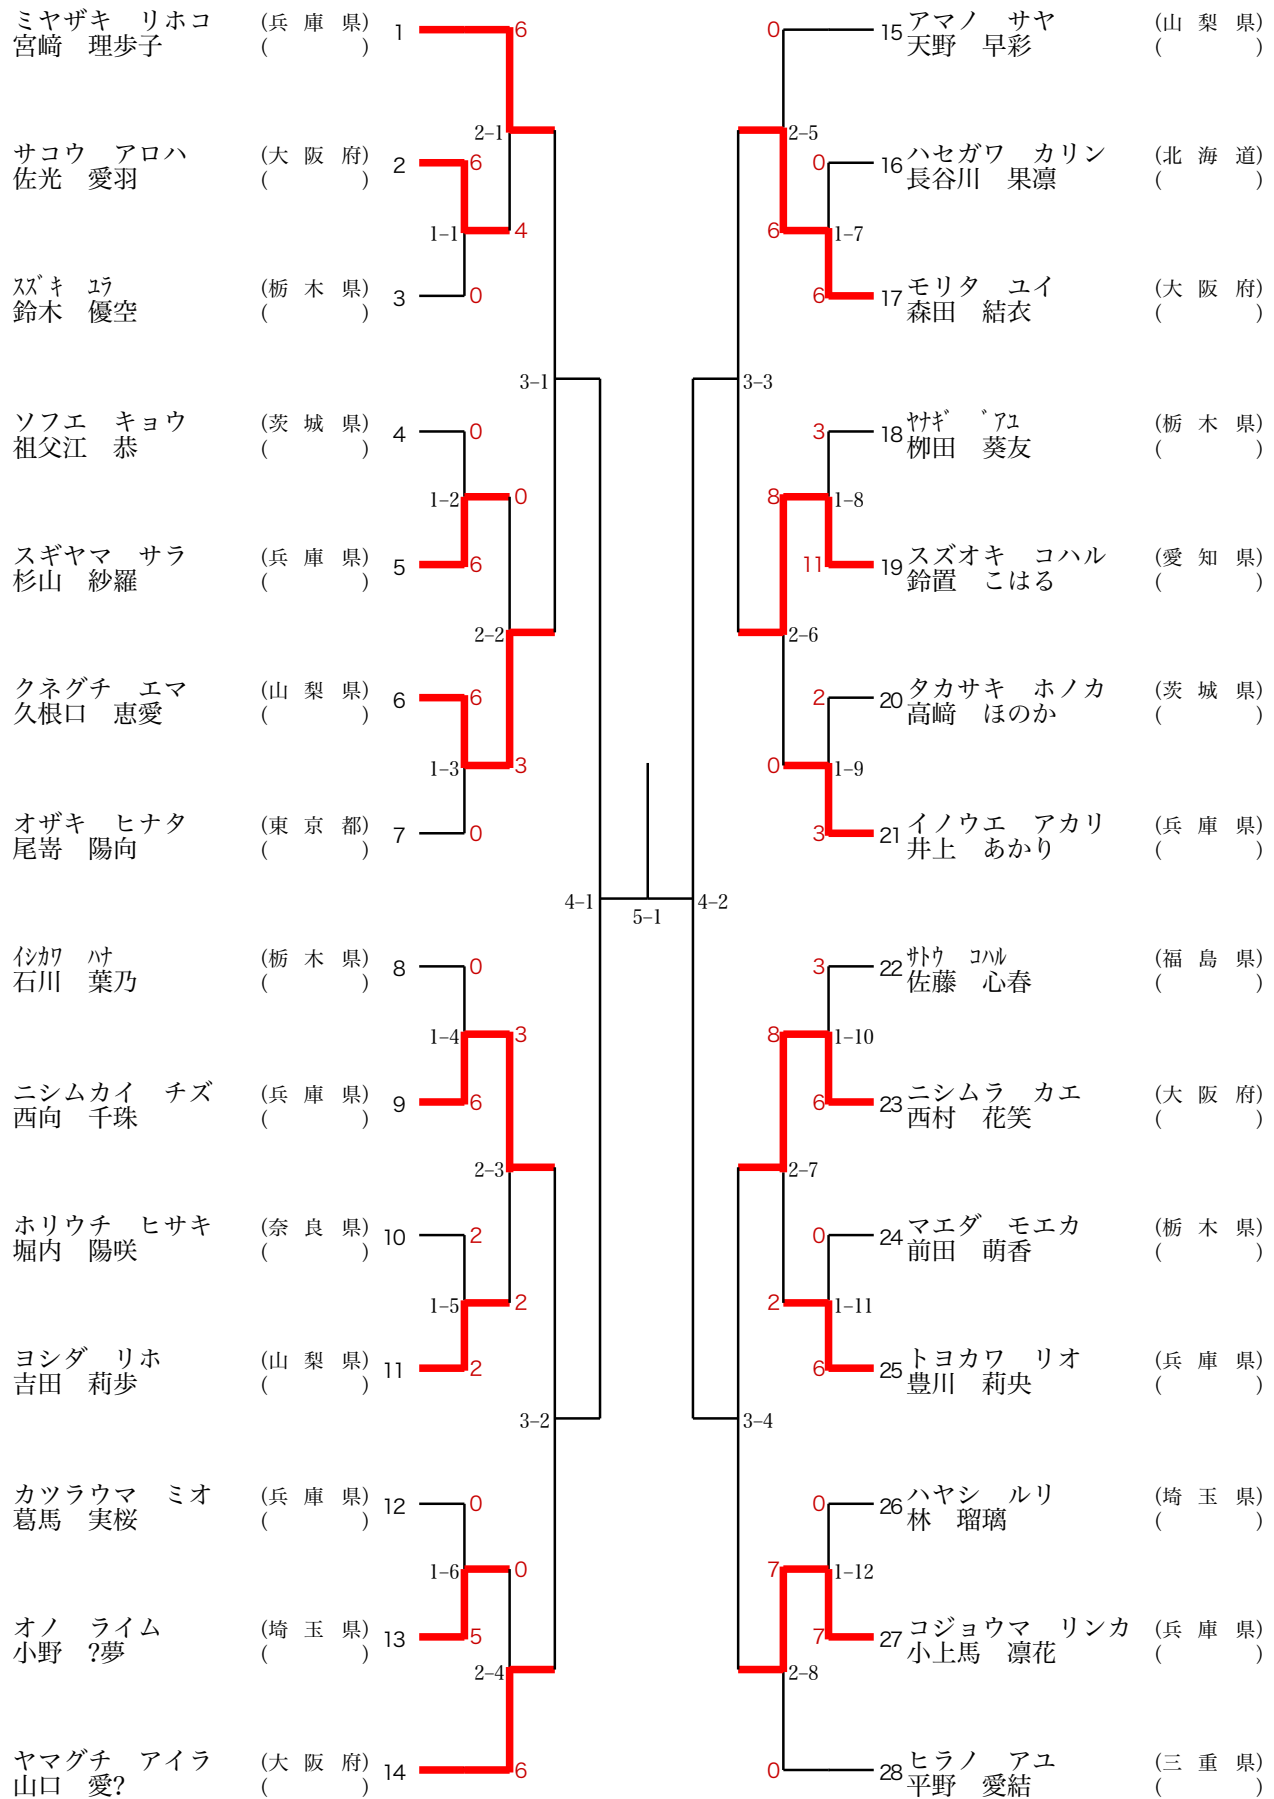 ミヤザキ　リホコ (兵 庫 県) 1 6
宮﨑　理歩子 ( )
2-1
サコウ　アロハ (大 阪 府) 2 6
佐光　愛羽 ( )
1-1 4
ｽｽﾞｷ ﾕﾗ (栃 木 県) 3 0
鈴木　優空 ( )
3-1
ソフエ　キョウ (茨 城 県) 4 0
祖父江　恭 ( )
1-2 0
スギヤマ　サラ (兵 庫 県) 5 6
杉山　紗羅 ( )
2-2
クネグチ　エマ (山 梨 県) 6 6
久根口　恵愛 ( )
1-3 3
オザキ　ヒナタ (東 京 都) 7 0
尾嵜　陽向 ( )
4-1
5-1
ｲｼｶﾜ ﾊﾅ (栃 木 県) 8 0
石川　葉乃 ( )
1-4 3
ニシムカイ　チズ (兵 庫 県) 9 6
西向　千珠 ( )
2-3
ホリウチ　ヒサキ (奈 良 県) 10 2
堀内　陽咲 ( )
1-5 2
ヨシダ　リホ (山 梨 県) 11 2
吉田　莉歩 ( )
3-2
カツラウマ　ミオ (兵 庫 県) 12 0
葛馬　実桜 ( )
1-6 0
オノ　ライム (埼 玉 県) 13 5
小野　?夢 ( )
2-4
ヤマグチ　アイラ (大 阪 府) 14 6
山口　愛? ( )
0 15 アマノ　サヤ (山 梨 県)
天野　早彩 ( )
2-5
0 16 ハセガワ　カリン (北 海 道)
長谷川　果凛 ( )
6 1-7
6 17 モリタ　ユイ (大 阪 府)
森田　結衣 ( )
3-3
3 18 ﾔﾅｷﾞ ﾞｱﾕ (栃 木 県)
栁田　葵友 ( )
8 1-8
11 19 スズオキ　コハル (愛 知 県)
鈴置　こはる ( )
2-6
2 20 タカサキ　ホノカ (茨 城 県)
高﨑　ほのか ( )
0 1-9
3 21 イノウエ　アカリ (兵 庫 県)
井上　あかり ( )
4-2
3 22 ｻﾄｳ ｺﾊﾙ (福 島 県)
佐藤　心春 ( )
8 1-10
6 23 ニシムラ　カエ (大 阪 府)
西村　花笑 ( )
2-7
0 24 マエダ　モエカ (栃 木 県)
前田　萌香 ( )
2 1-11
6 25 トヨカワ　リオ (兵 庫 県)
豊川　莉央 ( )
3-4
0 26 ハヤシ　ルリ (埼 玉 県)
林　瑠璃 ( )
7 1-12
7 27 コジョウマ　リンカ (兵 庫 県)
小上馬　凛花 ( )
2-8
0 28 ヒラノ　アユ (三 重 県)
平野　愛結 ( )